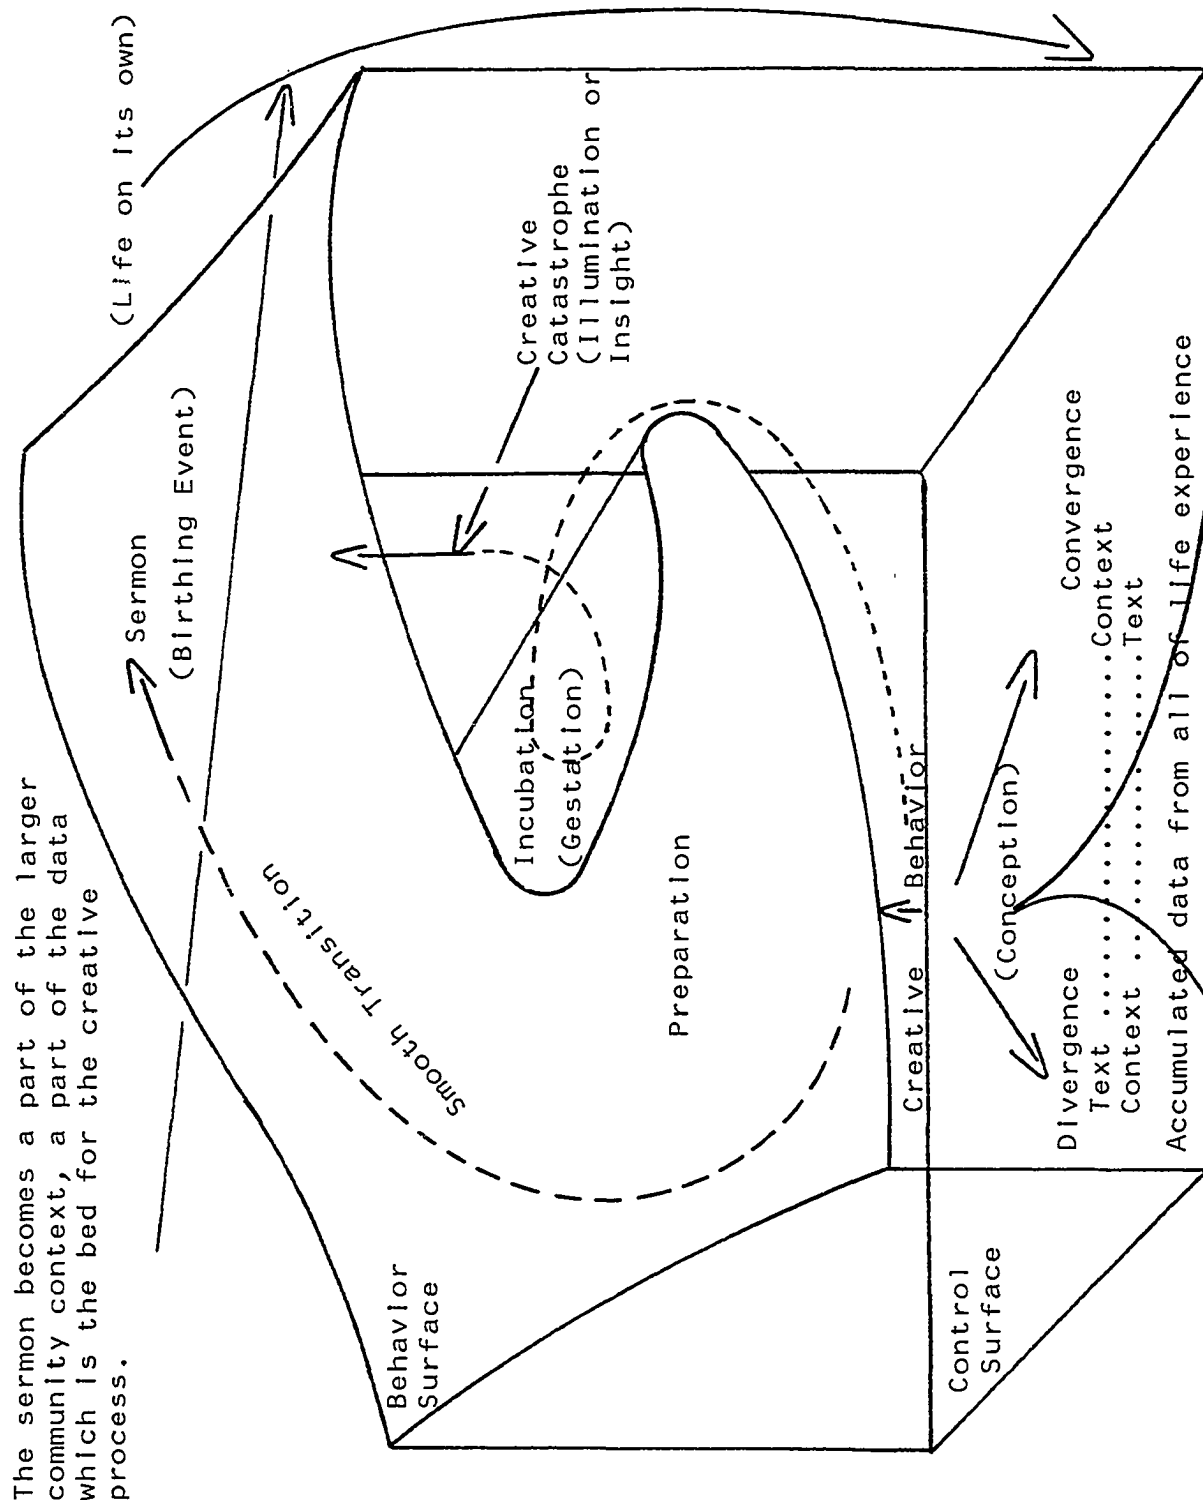 The sermon becomes a part of the larger
community context, a part of the data
which is the bed for the creative
process.
(Life on its own)
Sermon
(Birthing Event)
Smooth Transition
Creative
Catastrophe
(Illumination or
Insight)
Incubation
(Gestation)
Preparation
Behavior
Surface
Creative Behavior
Control
Surface
(Conception)
Divergence
Convergence
Text ............... Context
Context ............... Text
Accumulated data from all of life experience